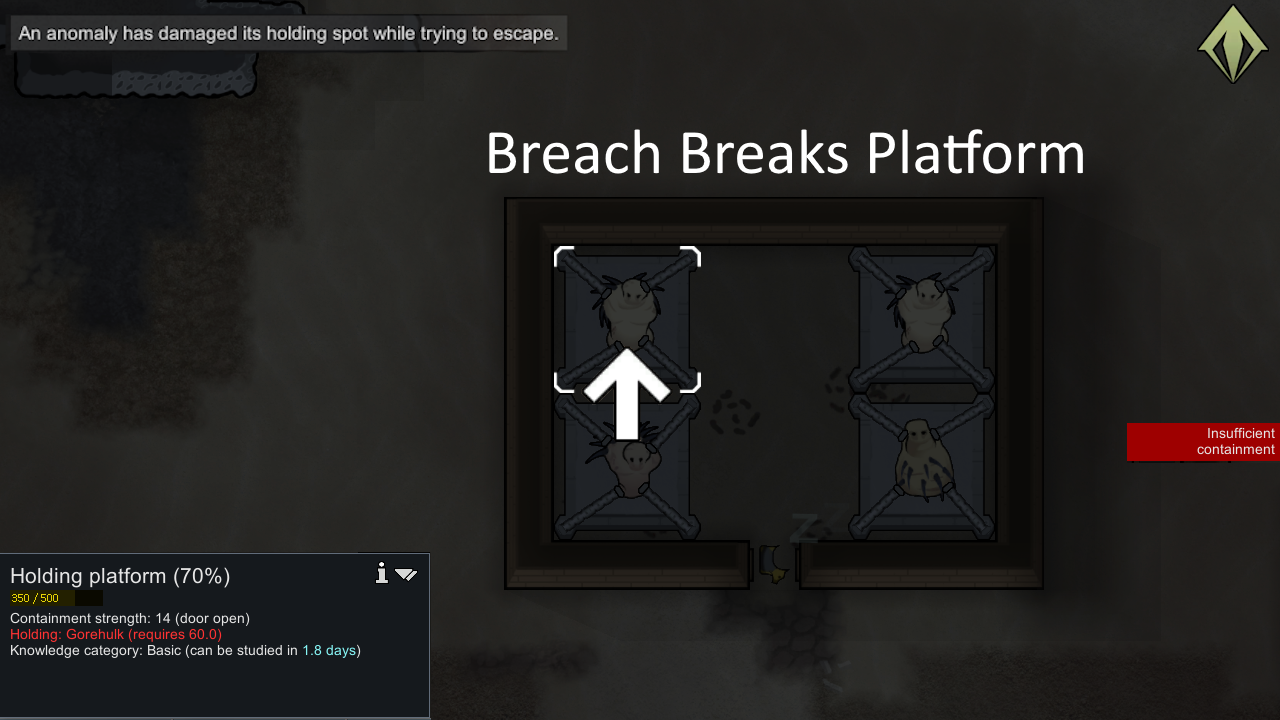 An anomaly has damaged its holding spot while trying to escape.
Breach Breaks Platform
Insufficient
containment
Z
Holding platform (70%)
350 / 500
Containment strength: 14 (door open)
Holding: Gorehulk (requires 60.0)
Knowledge category: Basic (can be studied in 1.8 days)